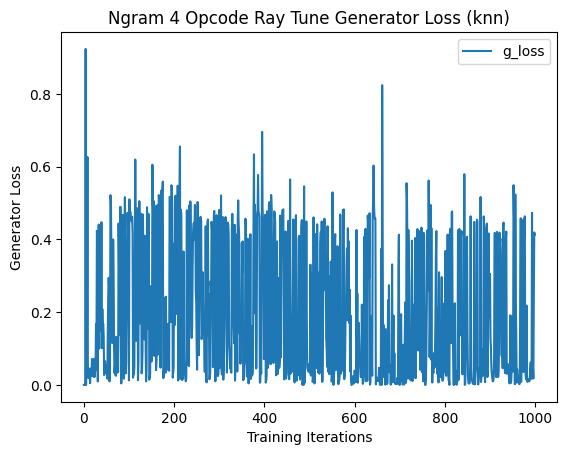 Ngram 4 Opcode Ray Tune Generator Loss (knn)
g_loss
Generator Loss
0.8
0.6
0.4
0.2
0.0
0
200
400
600
800
1000
Training Iterations